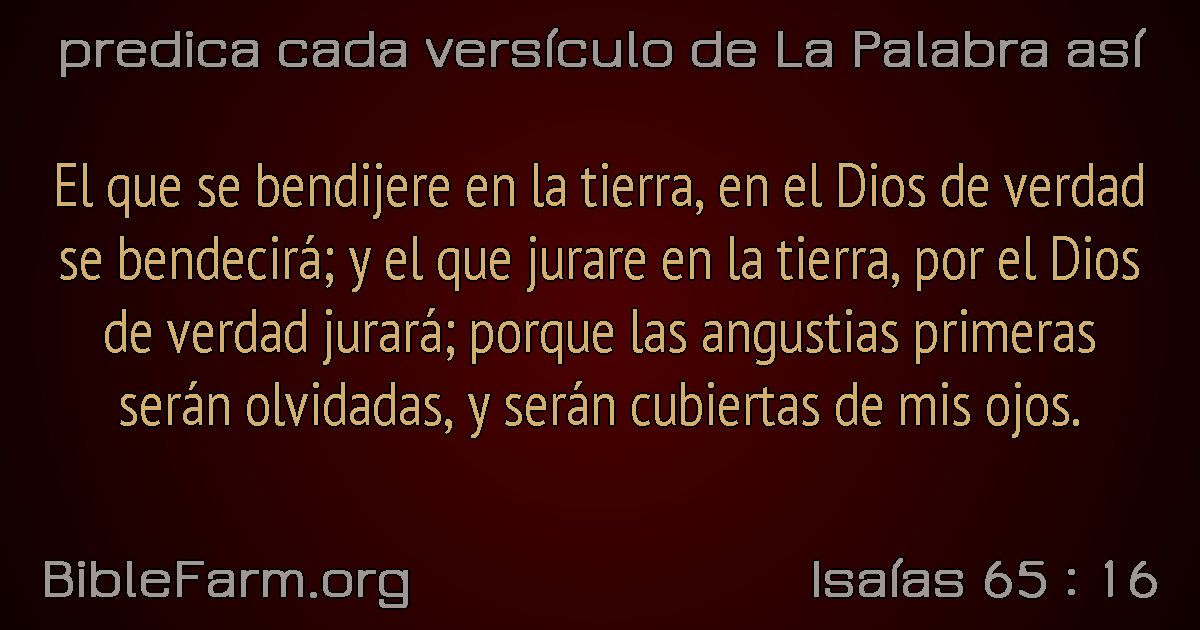 predica cada versículo de La Palabra así
El que se bendijere en la tierra, en el Dios de verdad
se bendecirá; y el que jurare en la tierra, por el Dios
de verdad jurará; porque las angustias primeras
serán olvidadas, y serán cubiertas de mis ojos.
BibleFarm.org
Isaías 65 : 16